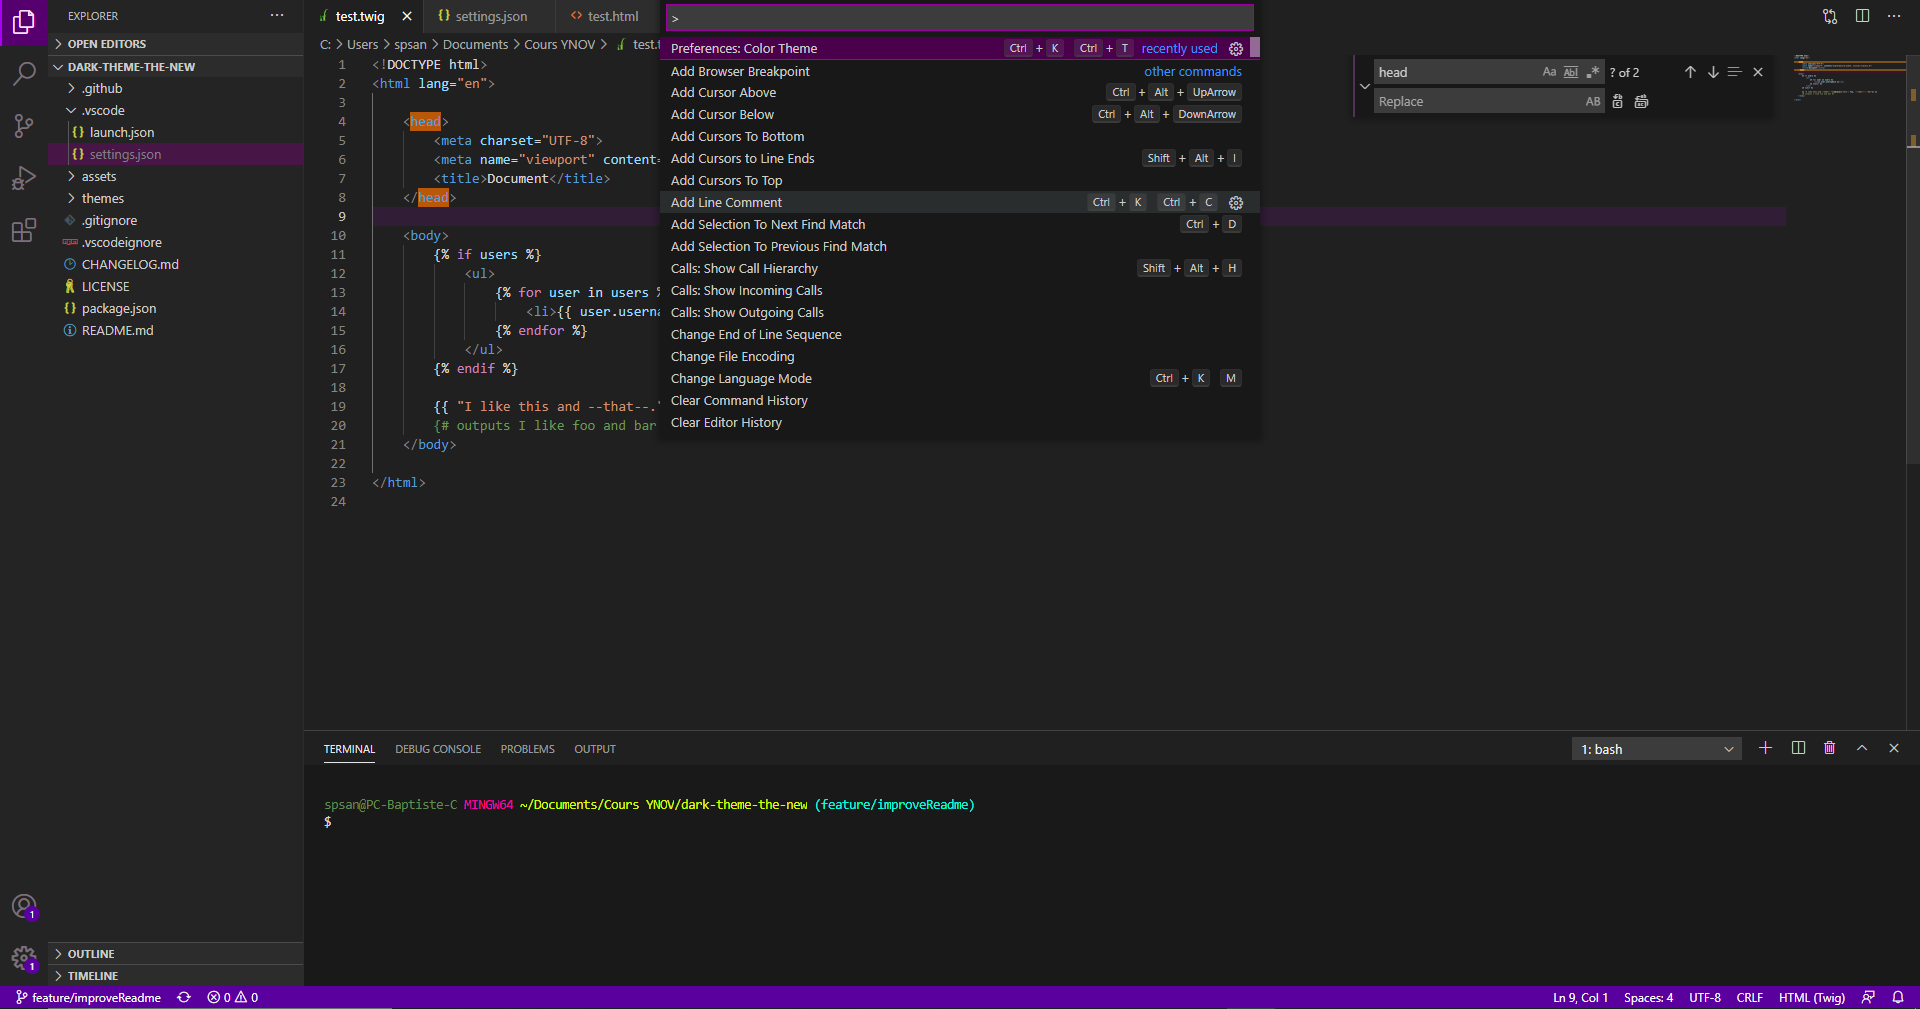 EXPLORER
OPEN EDITORS
DARK-THEME-THE-NEW
.github
.vscode
launch.json
settings.json
assets
themes
.gitignore
.vscodeignore
CHANGELOG.md
LICENSE
package.json
README.md
OUTLINE
TIMELINE
1
1
test.twig
settings.json
test.html
C: > Users > spsan > Documents > Cours YNOV > test.t
1 <!DOCTYPE html>
2 <html lang="en">
3
4 <head>
5 <meta charset="UTF-8">
6 <meta name="viewport" content=
7 <title>Document</title>
8 </head>
9
10 <body>
11 {% if users %}
12 <ul>
13 {% for user in users %
14 <li>{{ user.userna
15 {% endfor %}
16 </ul>
17 {% endif %}
18
19 {{ "I like this and --that--."
20 {# outputs I like foo and bar
21 </body>
22
23 </html>
24
>
Preferences: Color Theme Ctrl + K Ctrl + T recently used
Add Browser Breakpoint other commands
Add Cursor Above Ctrl + Alt + UpArrow
Add Cursor Below Ctrl + Alt + DownArrow
Add Cursors To Bottom
Add Cursors to Line Ends Shift + Alt + I
Add Cursors To Top
Add Line Comment Ctrl + K Ctrl + C
Add Selection To Next Find Match Ctrl + D
Add Selection To Previous Find Match
Calls: Show Call Hierarchy Shift + Alt + H
Calls: Show Incoming Calls
Calls: Show Outgoing Calls
Change End of Line Sequence
Change File Encoding
Change Language Mode Ctrl + K M
Clear Command History
Clear Editor History
head Aa Abl .* ? of 2
Replace AB
TERMINAL DEBUG CONSOLE PROBLEMS OUTPUT 1: bash
spsan@PC-Baptiste-C MINGW64 ~/Documents/Cours YNOV/dark-theme-the-new (feature/improveReadme)
$
feature/improveReadme 0 0 Ln 9, Col 1 Spaces: 4 UTF-8 CRLF HTML (Twig)